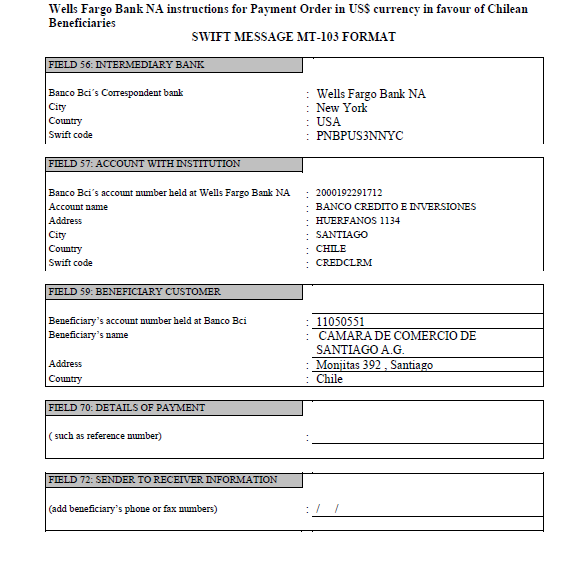 Wells Fargo Bank NA instructions for Payment Order in US$ currency in favour of Chilean
Beneficiaries
SWIFT MESSAGE MT-103 FORMAT
FIELD 56: INTERMEDIARY BANK
Banco Bci´s Correspondent bank : Wells Fargo Bank NA
City : New York
Country : USA
Swift code : PNBPUS3NNYC
FIELD 57: ACCOUNT WITH INSTITUTION
Banco Bci´s account number held at Wells Fargo Bank NA : 2000192291712
Account name : BANCO CREDITO E INVERSIONES
Address : HUERFANOS 1134
City : SANTIAGO
Country : CHILE
Swift code : CREDCLRM
FIELD 59: BENEFICIARY CUSTOMER
Beneficiary’s account number held at Banco Bci : 11050551
Beneficiary’s name : CAMARA DE COMERCIO DE
SANTIAGO A.G.
Address : Monjitas 392 , Santiago
Country : Chile
FIELD 70: DETAILS OF PAYMENT
( such as reference number) :
FIELD 72: SENDER TO RECEIVER INFORMATION
(add beneficiary’s phone or fax numbers) : / /